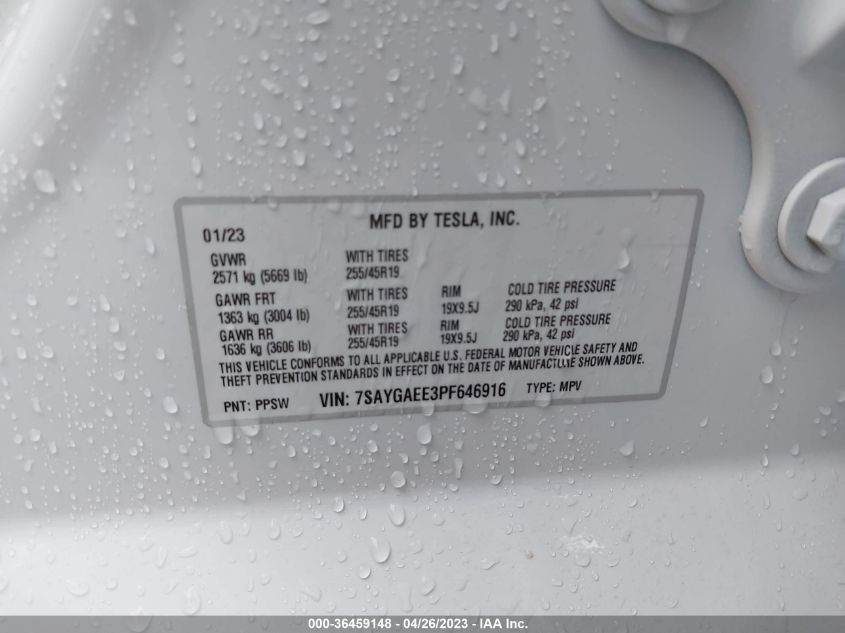 MFD BY TESLA, INC.
01/23
GVWR WITH TIRES
2571 kg (5669 lb) 255/45R19
GAWR FRT WITH TIRES RIM COLD TIRE PRESSURE
1363 kg (3004 lb) 255/45R19 19X9.5J 290 kPa, 42 psi
GAWR RR WITH TIRES RIM COLD TIRE PRESSURE
1636 kg (3606 lb) 255/45R19 19X9.5J 290 kPa, 42 psi
THIS VEHICLE CONFORMS TO ALL APPLICABLE U.S. FEDERAL MOTOR VEHICLE SAFETY AND
THEFT PREVENTION STANDARDS IN EFFECT ON THE DATE OF MANUFACTURE SHOWN ABOVE.
PNT: PPSW VIN: 7SAYGAEE3PF646916 TYPE: MPV
000-36459148 - 04/26/2023 - IAA Inc.